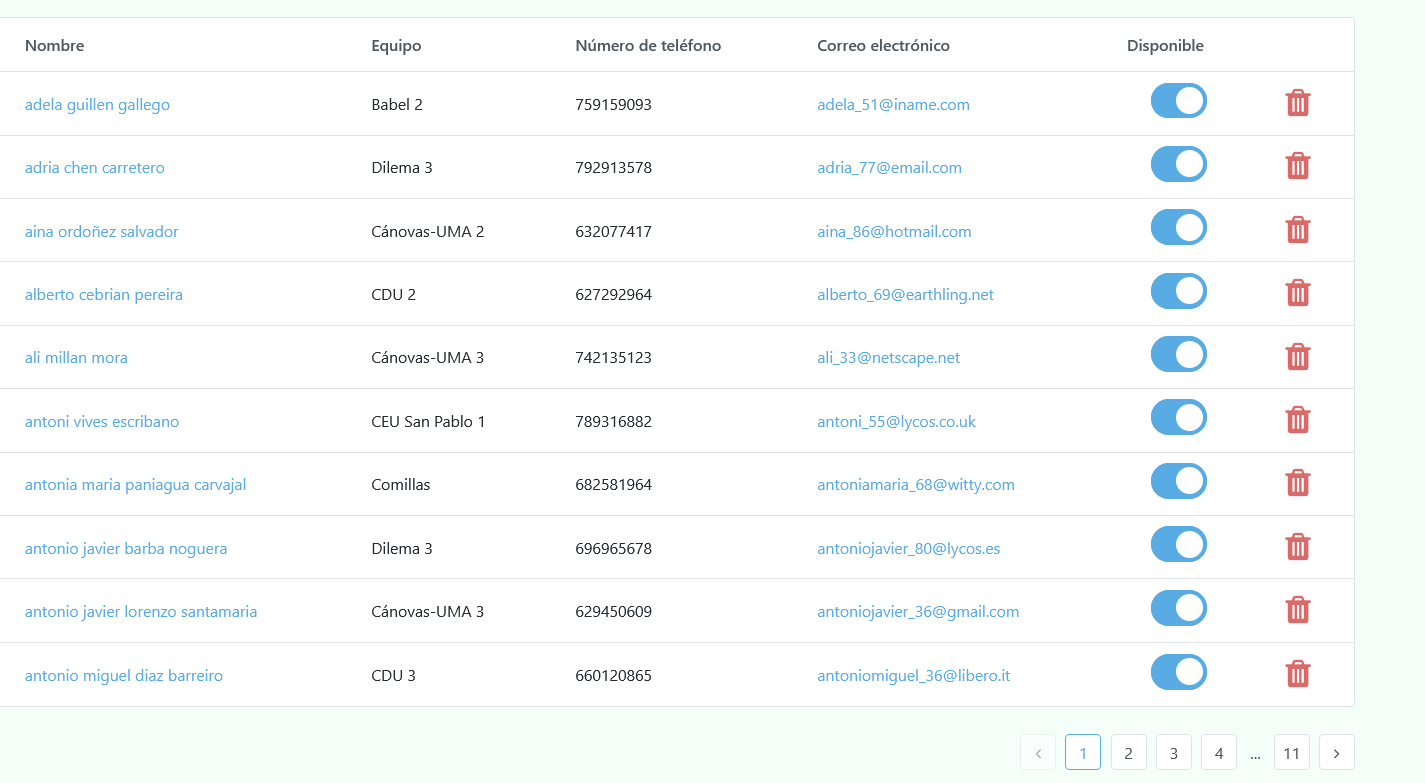 Nombre Equipo Número de teléfono Correo electrónico Disponible
adela guillen gallego Babel 2 759159093 adela_51@iname.com
adria chen carretero Dilema 3 792913578 adria_77@email.com
aina ordoñez salvador Cánovas-UMA 2 632077417 aina_86@hotmail.com
alberto cebrian pereira CDU 2 627292964 alberto_69@earthling.net
ali millan mora Cánovas-UMA 3 742135123 ali_33@netscape.net
antoni vives escribano CEU San Pablo 1 789316882 antoni_55@lycos.co.uk
antonia maria paniagua carvajal Comillas 682581964 antoniamaria_68@witty.com
antonio javier barba noguera Dilema 3 696965678 antoniojavier_80@lycos.es
antonio javier lorenzo santamaria Cánovas-UMA 3 629450609 antoniojavier_36@gmail.com
antonio miguel diaz barreiro CDU 3 660120865 antoniomiguel_36@libero.it
‹ 1 2 3 4 ... 11 ›